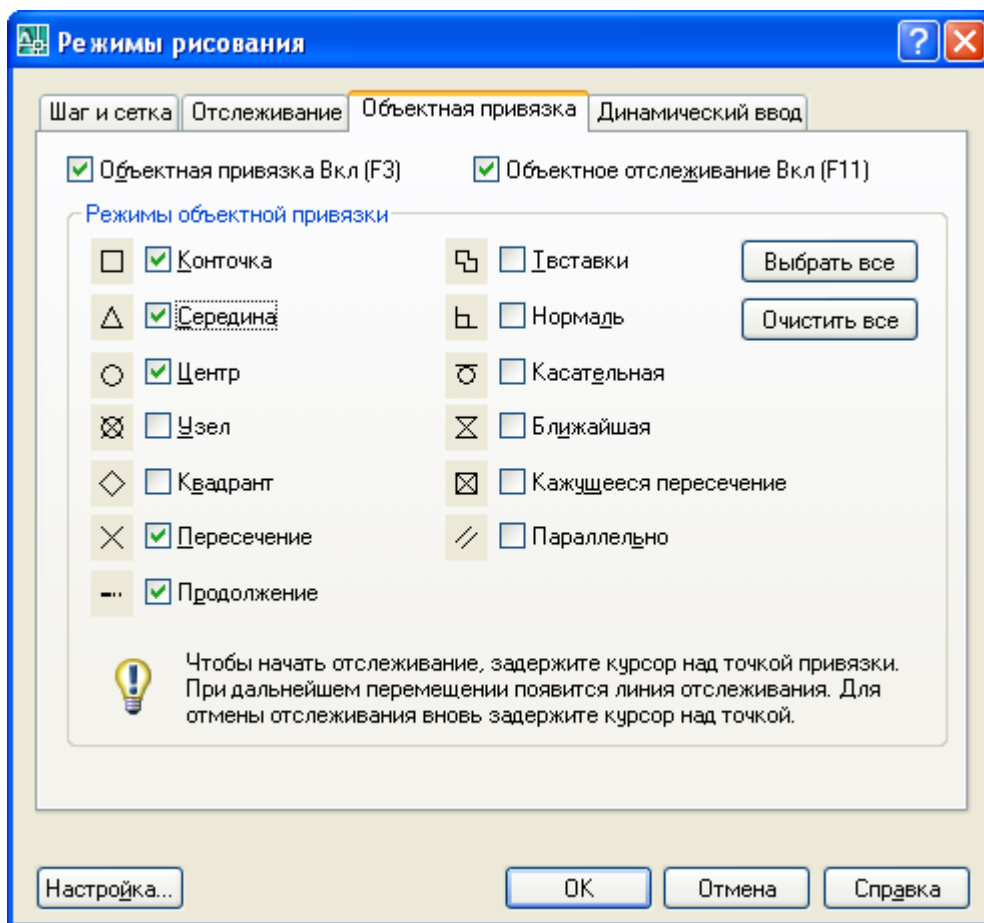 Режимы рисования
Шаг и сетка
Отслеживание
Объектная привязка
Динамический ввод
Объектная привязка Вкл (F3)
Объектное отслеживание Вкл (F11)
Режимы объектной привязки
Конточка
Середина
Центр
Узел
Квадрант
Пересечение
Продолжение
Твставки
Нормаль
Касательная
Ближайшая
Кажущееся пересечение
Параллельно
Выбрать все
Очистить все
Чтобы начать отслеживание, задержите курсор над точкой привязки.
При дальнейшем перемещении появится линия отслеживания. Для
отмены отслеживания вновь задержите курсор над точкой.
Настройка...
OK
Отмена
Справка